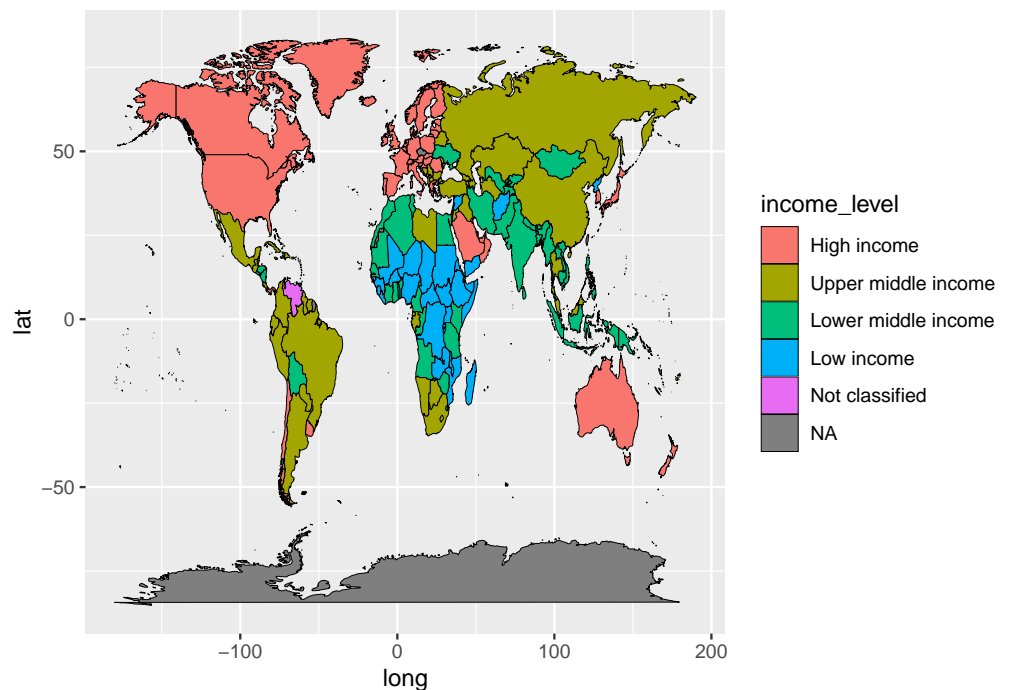 50
0
−50
lat
−100
0
100
200
long
income_level
High income
Upper middle income
Lower middle income
Low income
Not classified
NA